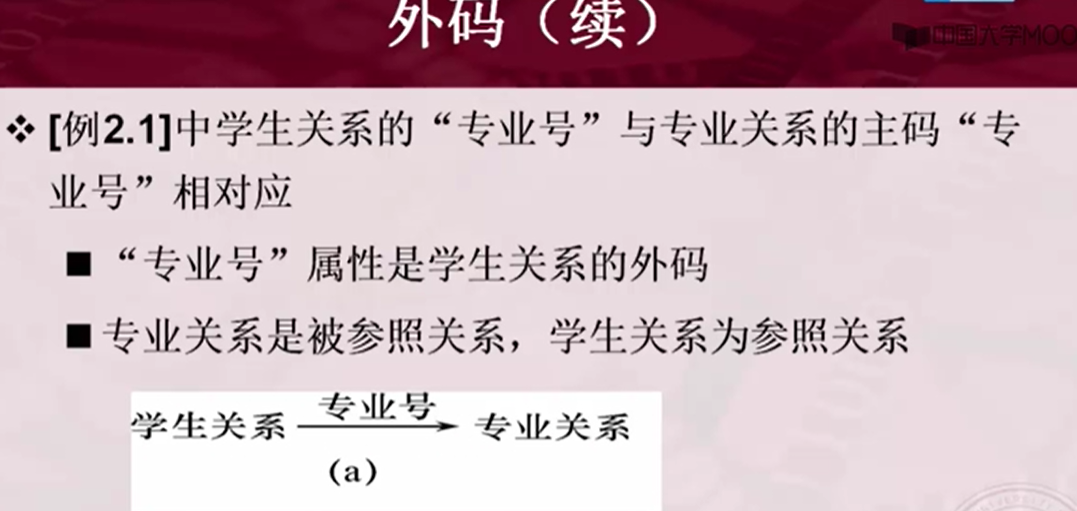 外码（续）
中国大学MOO
❖ [例2.1]中学生关系的“专业号”与专业关系的主码“专
业号”相对应
■ “专业号”属性是学生关系的外码
■ 专业关系是被参照关系，学生关系为参照关系
专业号
学生关系 → 专业关系
(a)